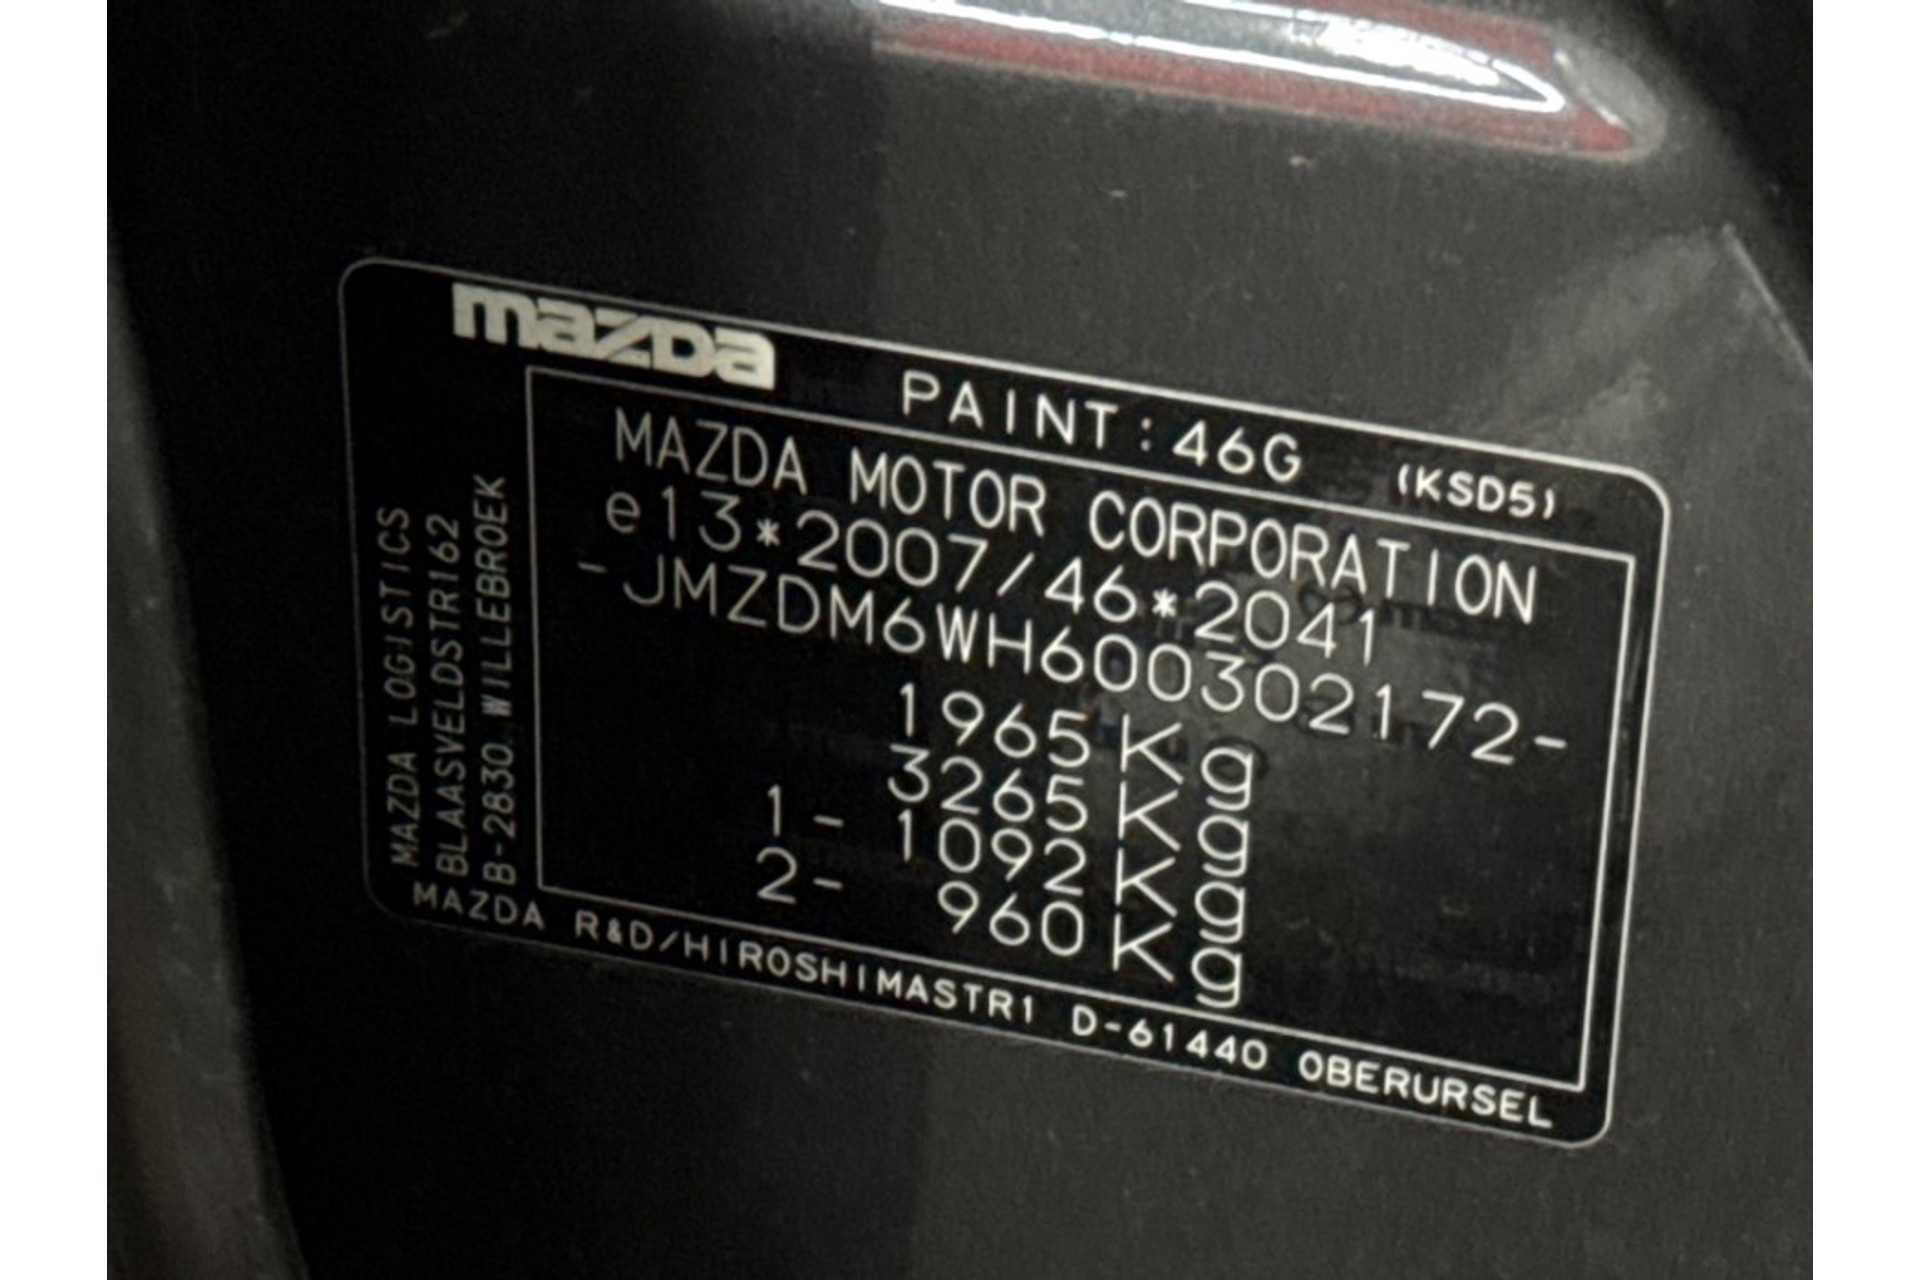 mazda
PAINT: 46G (KSD5)
MAZDA MOTOR CORPORATION
e13*2007/46*2041
-JMZDM6WH600302172-
1965Kg
3265Kg
1- 1092Kg
2- 960Kg
MAZDA LOGISTICS
BLAASVELDSTR162
B-2830 WILLEBROEK
MAZDA R&D/HIROSHIMASTR1 D-61440 OBERURSEL